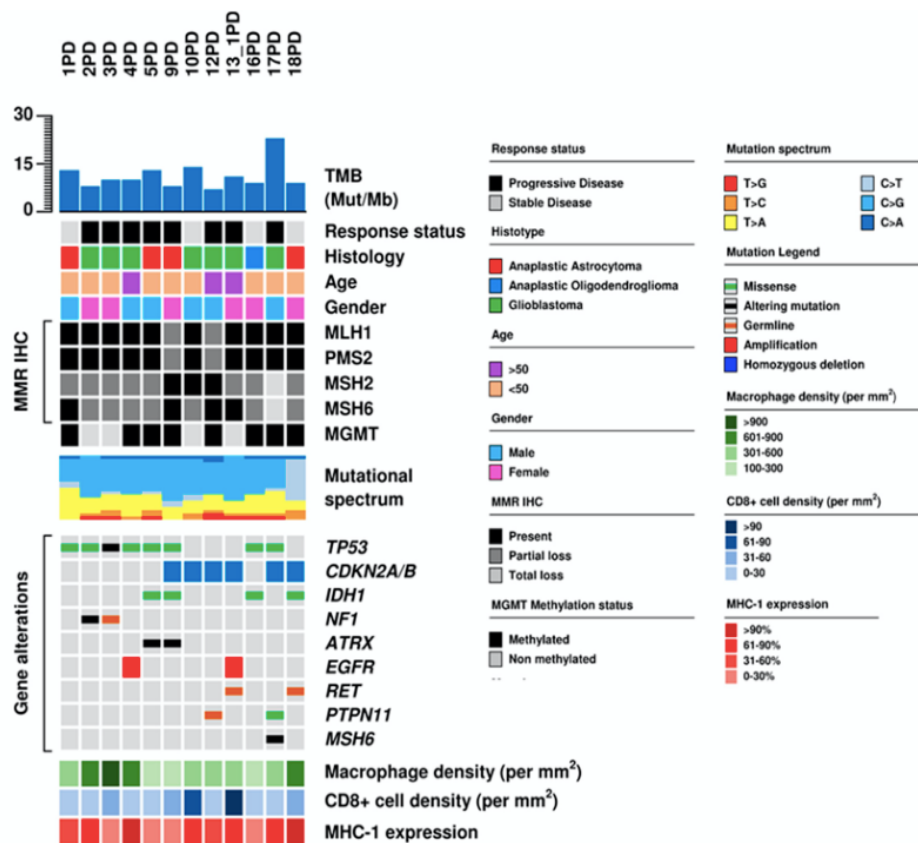 1PD
2PD
3PD
4PD
5PD
9PD
10PD
12PD
13_1PD
16PD
17PD
18PD
30
15
0
TMB
(Mut/Mb)
Response status
Histology
Age
Gender
MMR IHC
MLH1
PMS2
MSH2
MSH6
MGMT
Mutational
spectrum
Gene alterations
TP53
CDKN2A/B
IDH1
NF1
ATRX
EGFR
RET
PTPN11
MSH6
Macrophage density (per mm²)
CD8+ cell density (per mm²)
MHC-1 expression
Response status
Progressive Disease
Stable Disease
Histotype
Anaplastic Astrocytoma
Anaplastic Oligodendroglioma
Glioblastoma
Age
>50
<50
Gender
Male
Female
MMR IHC
Present
Partial loss
Total loss
MGMT Methylation status
Methylated
Non methylated
Mutation spectrum
T>G
T>C
T>A
C>T
C>G
C>A
Mutation Legend
Missense
Altering mutation
Germline
Amplification
Homozygous deletion
Macrophage density (per mm²)
>900
601-900
301-600
100-300
CD8+ cell density (per mm²)
>90
61-90
31-60
0-30
MHC-1 expression
>90%
61-90%
31-60%
0-30%